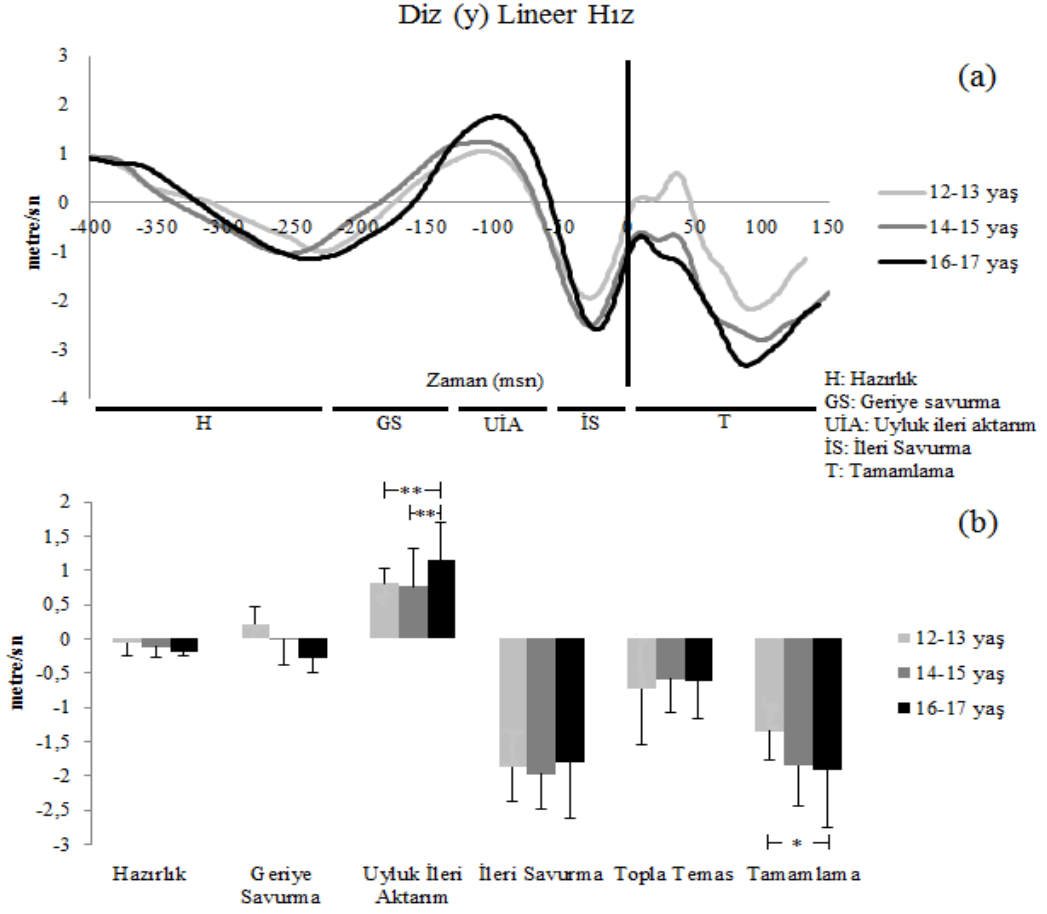 Diz (y) Lineer Hız
(a)
3
2
1
0
-1
-2
-3
-4
metre/sn
-400 -350 -300 -250 -200 -150 -100 -50 0 50 100 150
Zaman (msn)
12-13 yaş
14-15 yaş
16-17 yaş
H GS UİA İS T
H: Hazırlık
GS: Geriye savurma
UİA: Uyluk ileri aktarım
İS: İleri Savurma
T: Tamamlama
(b)
2
1,5
1
0,5
0
-0,5
-1
-1,5
-2
-2,5
-3
metre/sn
**
**
*
12-13 yaş
14-15 yaş
16-17 yaş
Hazırlık Geriye Uyluk İleri İleri Savurma Topla Temas Tamamlama
Savurma Aktarım